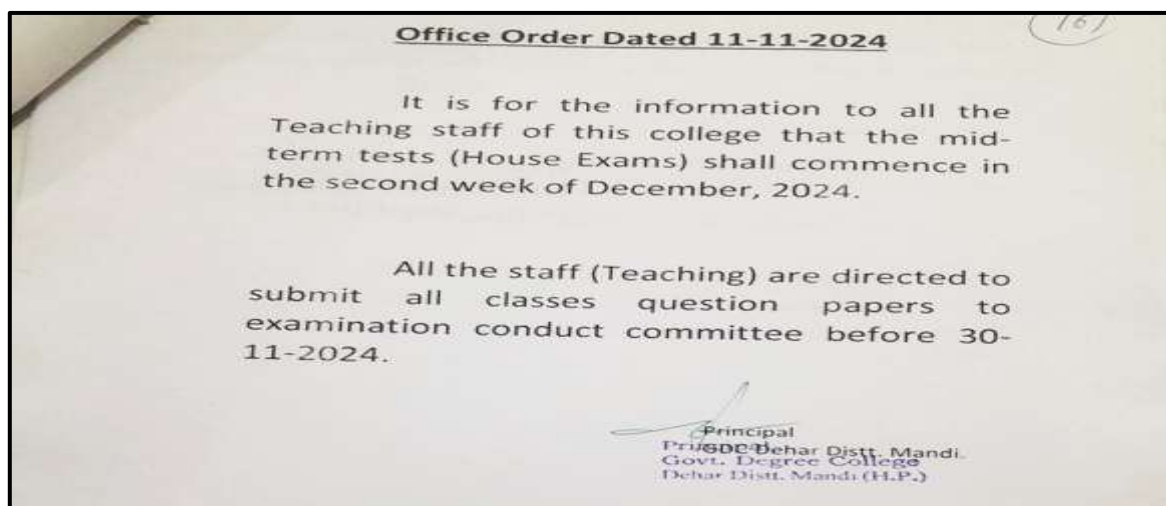 Office Order Dated 11-11-2024
It is for the information to all the
Teaching staff of this college that the mid-
term tests (House Exams) shall commence in
the second week of December, 2024.
All the staff (Teaching) are directed to
submit all classes question papers to
examination conduct committee before 30-
11-2024.
Principal
GDC Dehar Distt. Mandi.
Principal
Govt. Degree College
Dehar Distt. Mandi (H.P.)